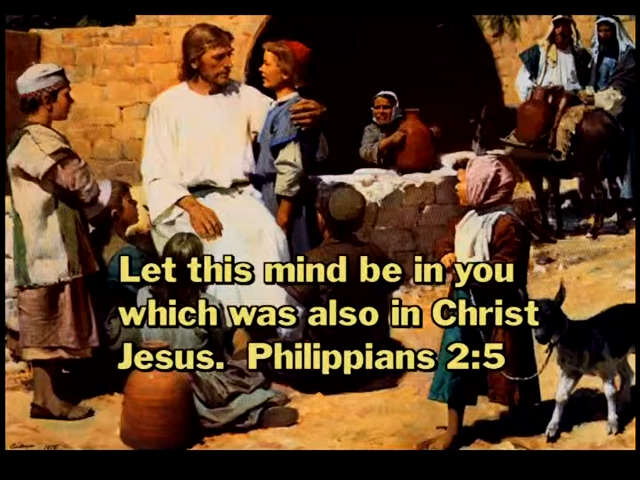 Let this mind be in you
which was also in Christ
Jesus.  Philippians 2:5